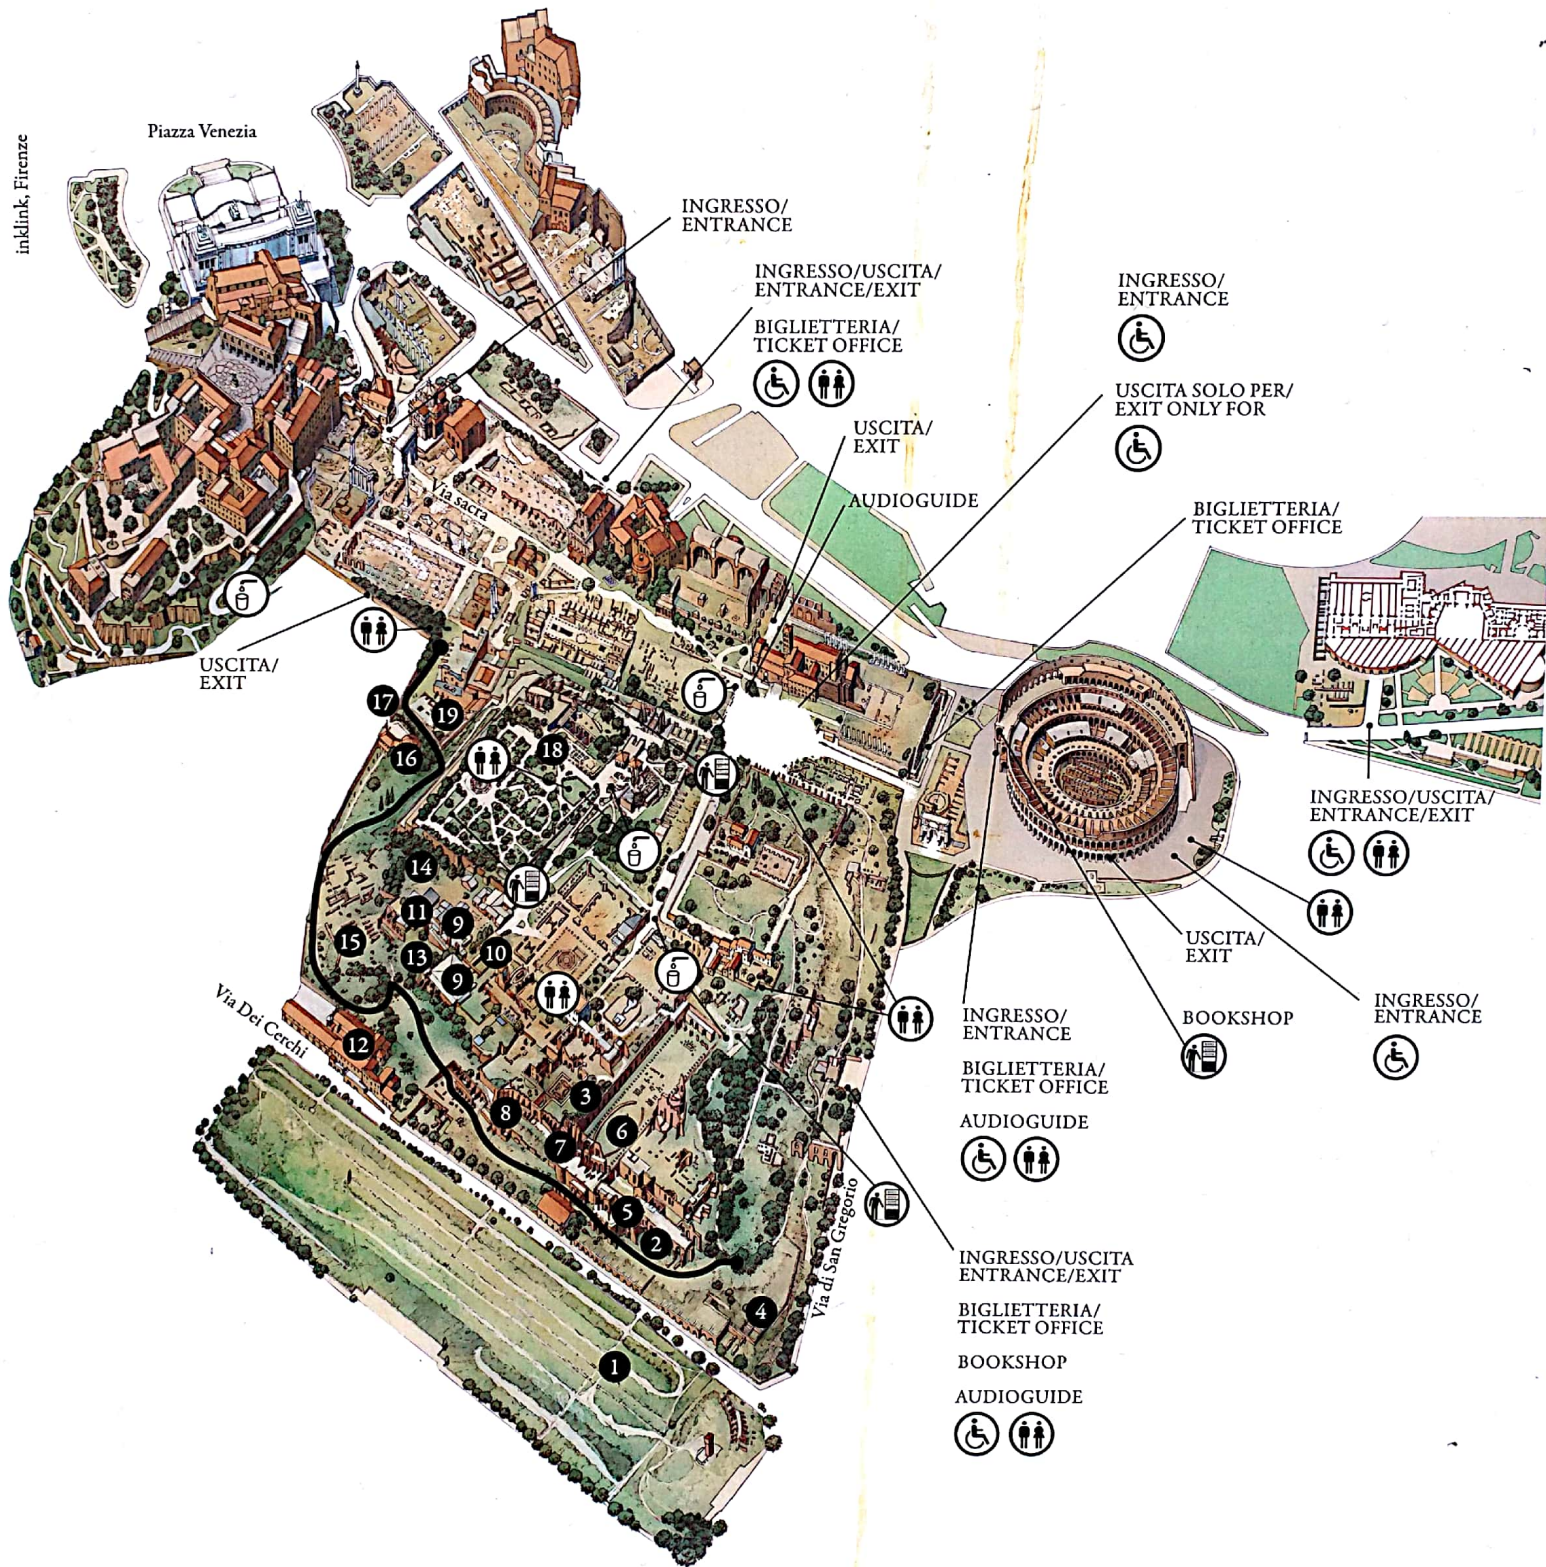 inklink, Firenze
Piazza Venezia
INGRESSO/
ENTRANCE
INGRESSO/USCITA/
ENTRANCE/EXIT
BIGLIETTERIA/
TICKET OFFICE
INGRESSO/
ENTRANCE
USCITA SOLO PER/
EXIT ONLY FOR
USCITA/
EXIT
AUDIOGUIDE
BIGLIETTERIA/
TICKET OFFICE
Via sacra
USCITA/
EXIT
17
19
16
18
14
11
9
10
15
13
9
12
3
8
6
7
5
2
4
1
Via Dei Cerchi
Via di San Gregorio
INGRESSO/USCITA/
ENTRANCE/EXIT
USCITA/
EXIT
BOOKSHOP
INGRESSO/
ENTRANCE
INGRESSO/
ENTRANCE
BIGLIETTERIA/
TICKET OFFICE
AUDIOGUIDE
INGRESSO/USCITA
ENTRANCE/EXIT
BIGLIETTERIA/
TICKET OFFICE
BOOKSHOP
AUDIOGUIDE